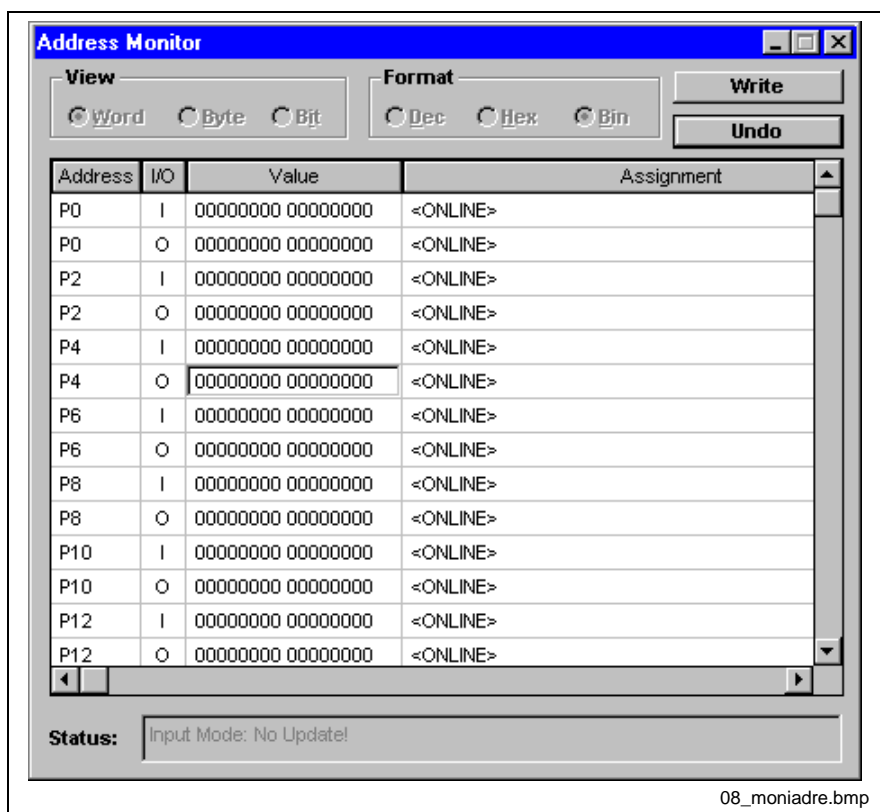 Address Monitor
View
Format
Write
Word Byte Bit
Dec Hex Bin
Undo
Address I/O Value Assignment
P0 I 00000000 00000000 <ONLINE>
P0 O 00000000 00000000 <ONLINE>
P2 I 00000000 00000000 <ONLINE>
P2 O 00000000 00000000 <ONLINE>
P4 I 00000000 00000000 <ONLINE>
P4 O 00000000 00000000 <ONLINE>
P6 I 00000000 00000000 <ONLINE>
P6 O 00000000 00000000 <ONLINE>
P8 I 00000000 00000000 <ONLINE>
P8 O 00000000 00000000 <ONLINE>
P10 I 00000000 00000000 <ONLINE>
P10 O 00000000 00000000 <ONLINE>
P12 I 00000000 00000000 <ONLINE>
P12 O 00000000 00000000 <ONLINE>
Status: Input Mode: No Update!
08_moniadre.bmp